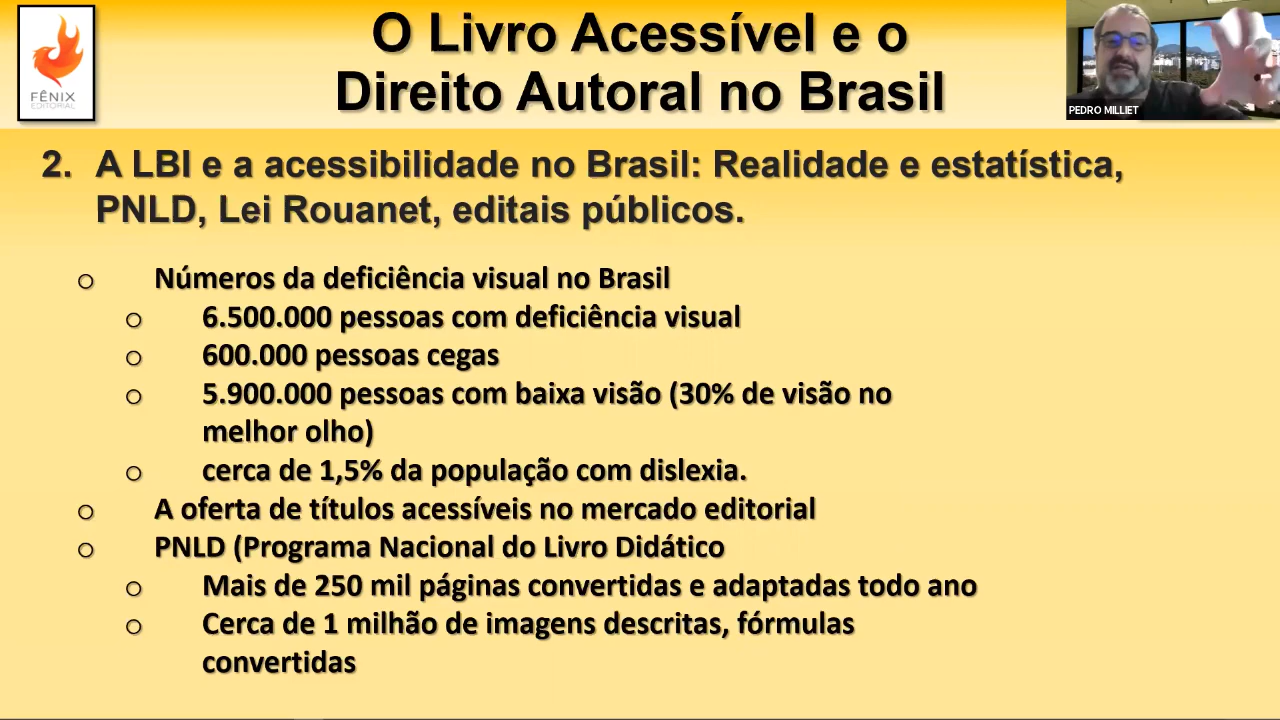 O Livro Acessível e o
Direito Autoral no Brasil
FÊNIX
EDITORIAL
PEDRO MILLIET
2. A LBI e a acessibilidade no Brasil: Realidade e estatística,
PNLD, Lei Rouanet, editais públicos.
o Números da deficiência visual no Brasil
o 6.500.000 pessoas com deficiência visual
o 600.000 pessoas cegas
o 5.900.000 pessoas com baixa visão (30% de visão no
melhor olho)
o cerca de 1,5% da população com dislexia.
o A oferta de títulos acessíveis no mercado editorial
o PNLD (Programa Nacional do Livro Didático
o Mais de 250 mil páginas convertidas e adaptadas todo ano
o Cerca de 1 milhão de imagens descritas, fórmulas
convertidas